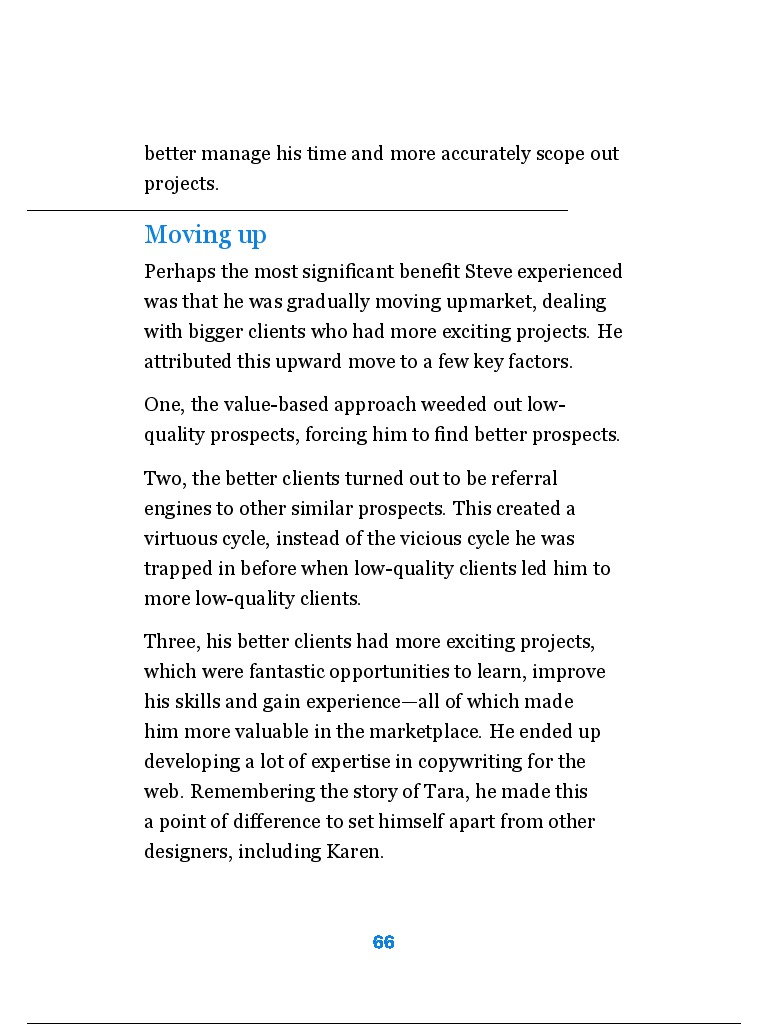 better manage his time and more accurately scope out
projects.
Moving up
Perhaps the most significant benefit Steve experienced
was that he was gradually moving upmarket, dealing
with bigger clients who had more exciting projects. He
attributed this upward move to a few key factors.
One, the value-based approach weeded out low-
quality prospects, forcing him to find better prospects.
Two, the better clients turned out to be referral
engines to other similar prospects. This created a
virtuous cycle, instead of the vicious cycle he was
trapped in before when low-quality clients led him to
more low-quality clients.
Three, his better clients had more exciting projects,
which were fantastic opportunities to learn, improve
his skills and gain experience—all of which made
him more valuable in the marketplace. He ended up
developing a lot of expertise in copywriting for the
web. Remembering the story of Tara, he made this
a point of difference to set himself apart from other
designers, including Karen.
66